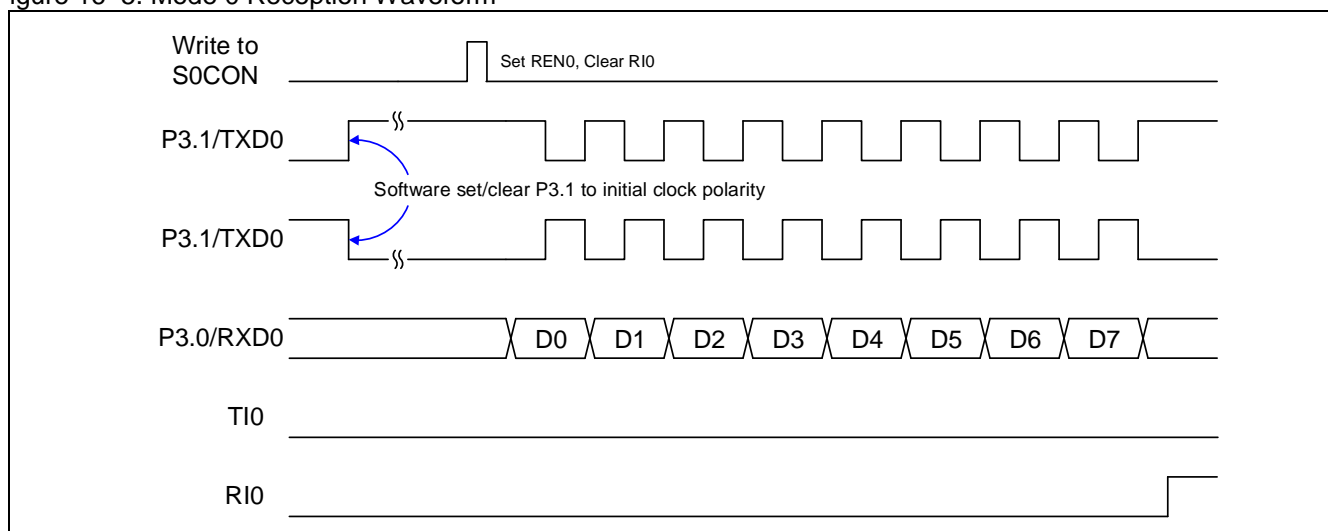 igure 16–3. Mode 0 Reception Waveform
Write to
S0CON
Set REN0, Clear RI0
P3.1/TXD0
Software set/clear P3.1 to initial clock polarity
P3.1/TXD0
P3.0/RXD0
D0 D1 D2 D3 D4 D5 D6 D7
TI0
RI0